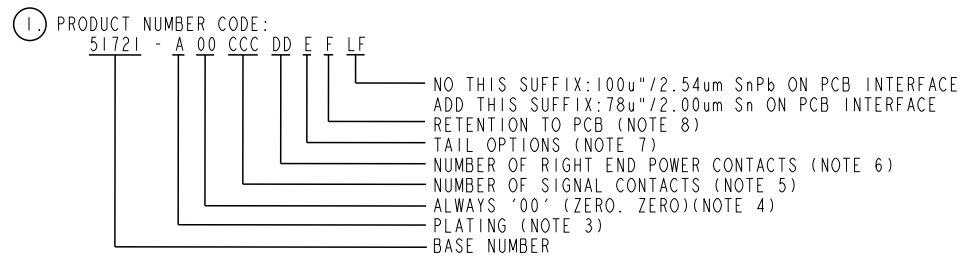 1. PRODUCT NUMBER CODE:
51721 - A 00 CCC DD E F LF
NO THIS SUFFIX:100u"/2.54um SnPb ON PCB INTERFACE
ADD THIS SUFFIX:78u"/2.00um Sn ON PCB INTERFACE
RETENTION TO PCB (NOTE 8)
TAIL OPTIONS (NOTE 7)
NUMBER OF RIGHT END POWER CONTACTS (NOTE 6)
NUMBER OF SIGNAL CONTACTS (NOTE 5)
ALWAYS '00' (ZERO. ZERO)(NOTE 4)
PLATING (NOTE 3)
BASE NUMBER